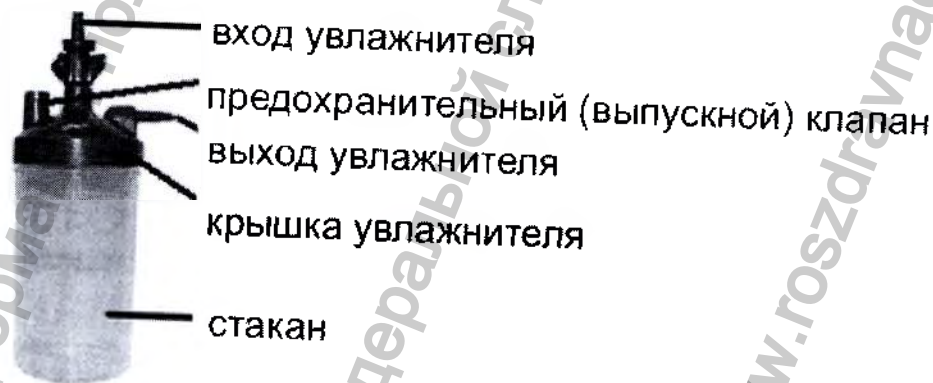 вход увлажнителя
предохранительный (выпускной) клапан
выход увлажнителя
крышка увлажнителя
стакан